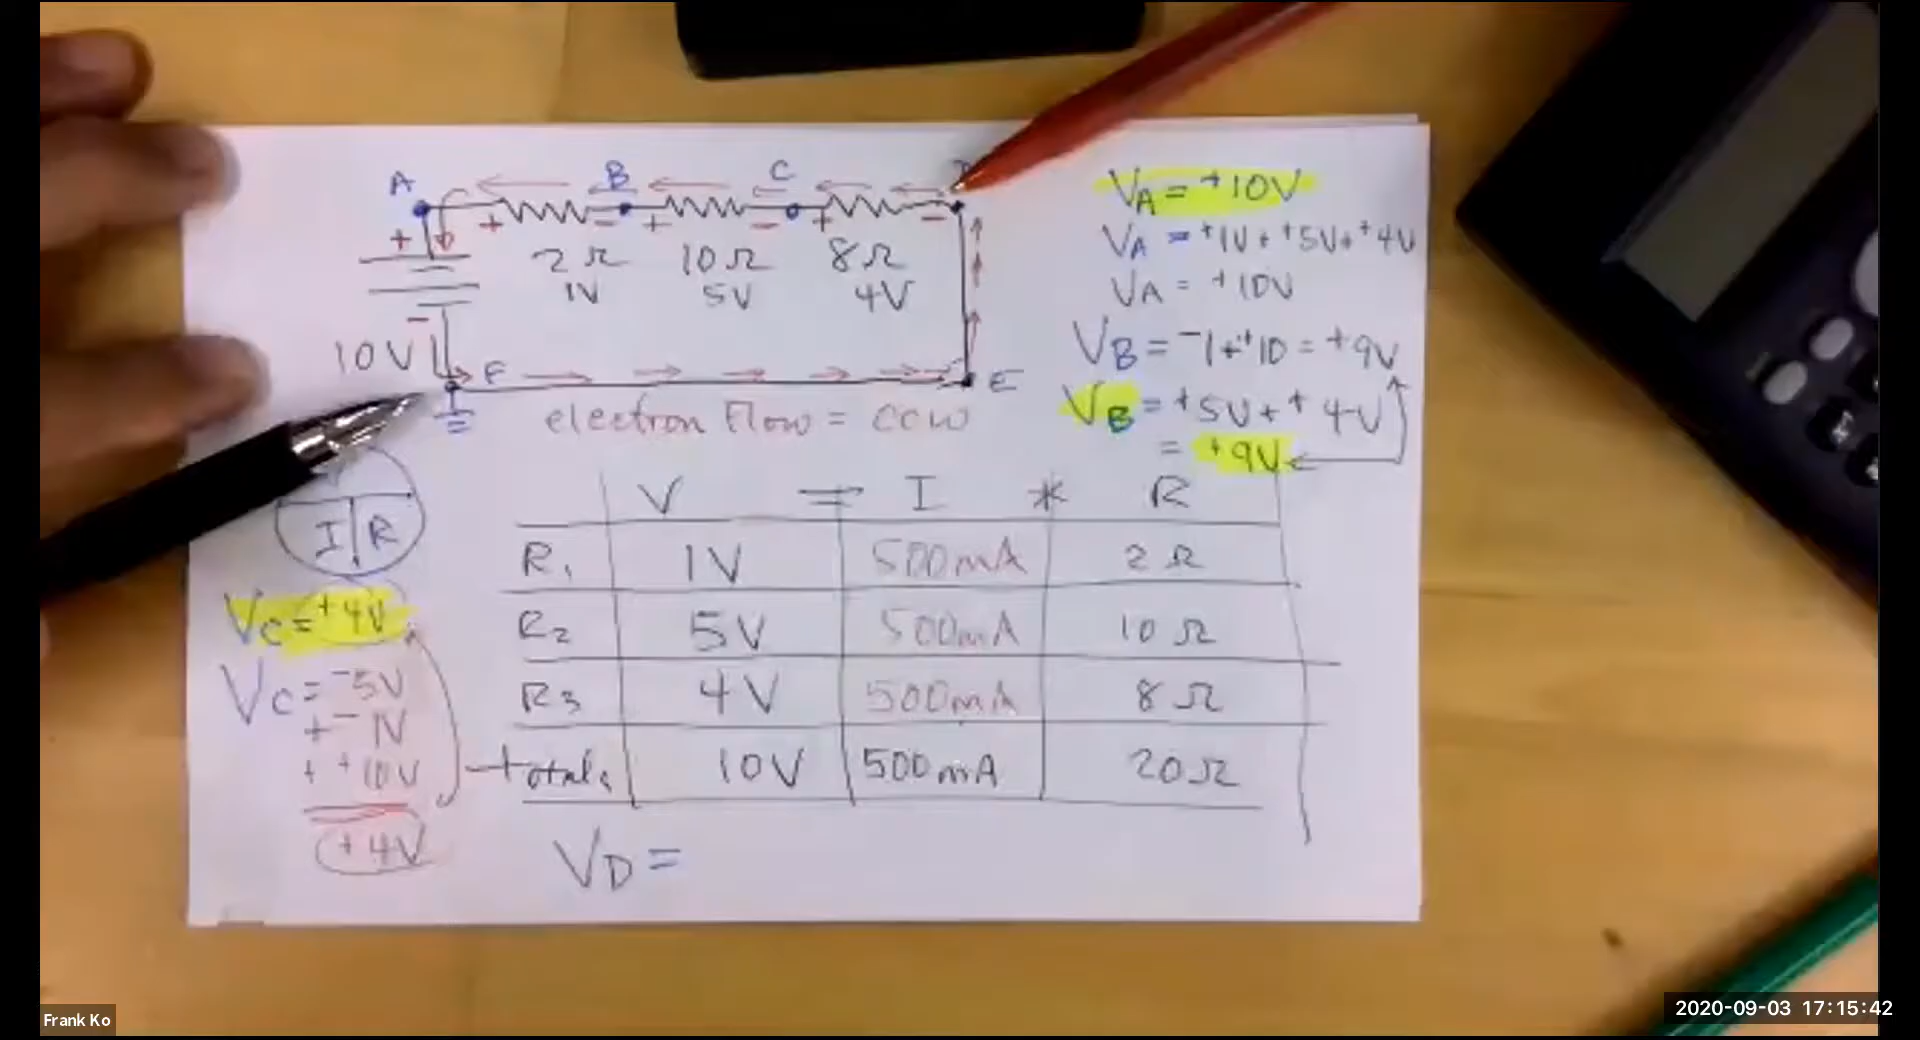 A B C
+ - + - + -
+
2Ω 10Ω 8Ω
1V 5V 4V
-
10V F E
electron Flow = CCW
VA = +10V
VA = +1V + +5V + +4V
VA = +10V
VB = -1 + +10 = +9V
VB = +5V + +4V
= +9V
I R
V = I * R
R1 1V 500mA 2Ω
R2 5V 500mA 10Ω
R3 4V 500mA 8Ω
totals 10V 500mA 20Ω
VC = +4V
VC = -5V
+ -1V
+ +10V
+4V
VD =
Frank Ko
2020-09-03 17:15:42